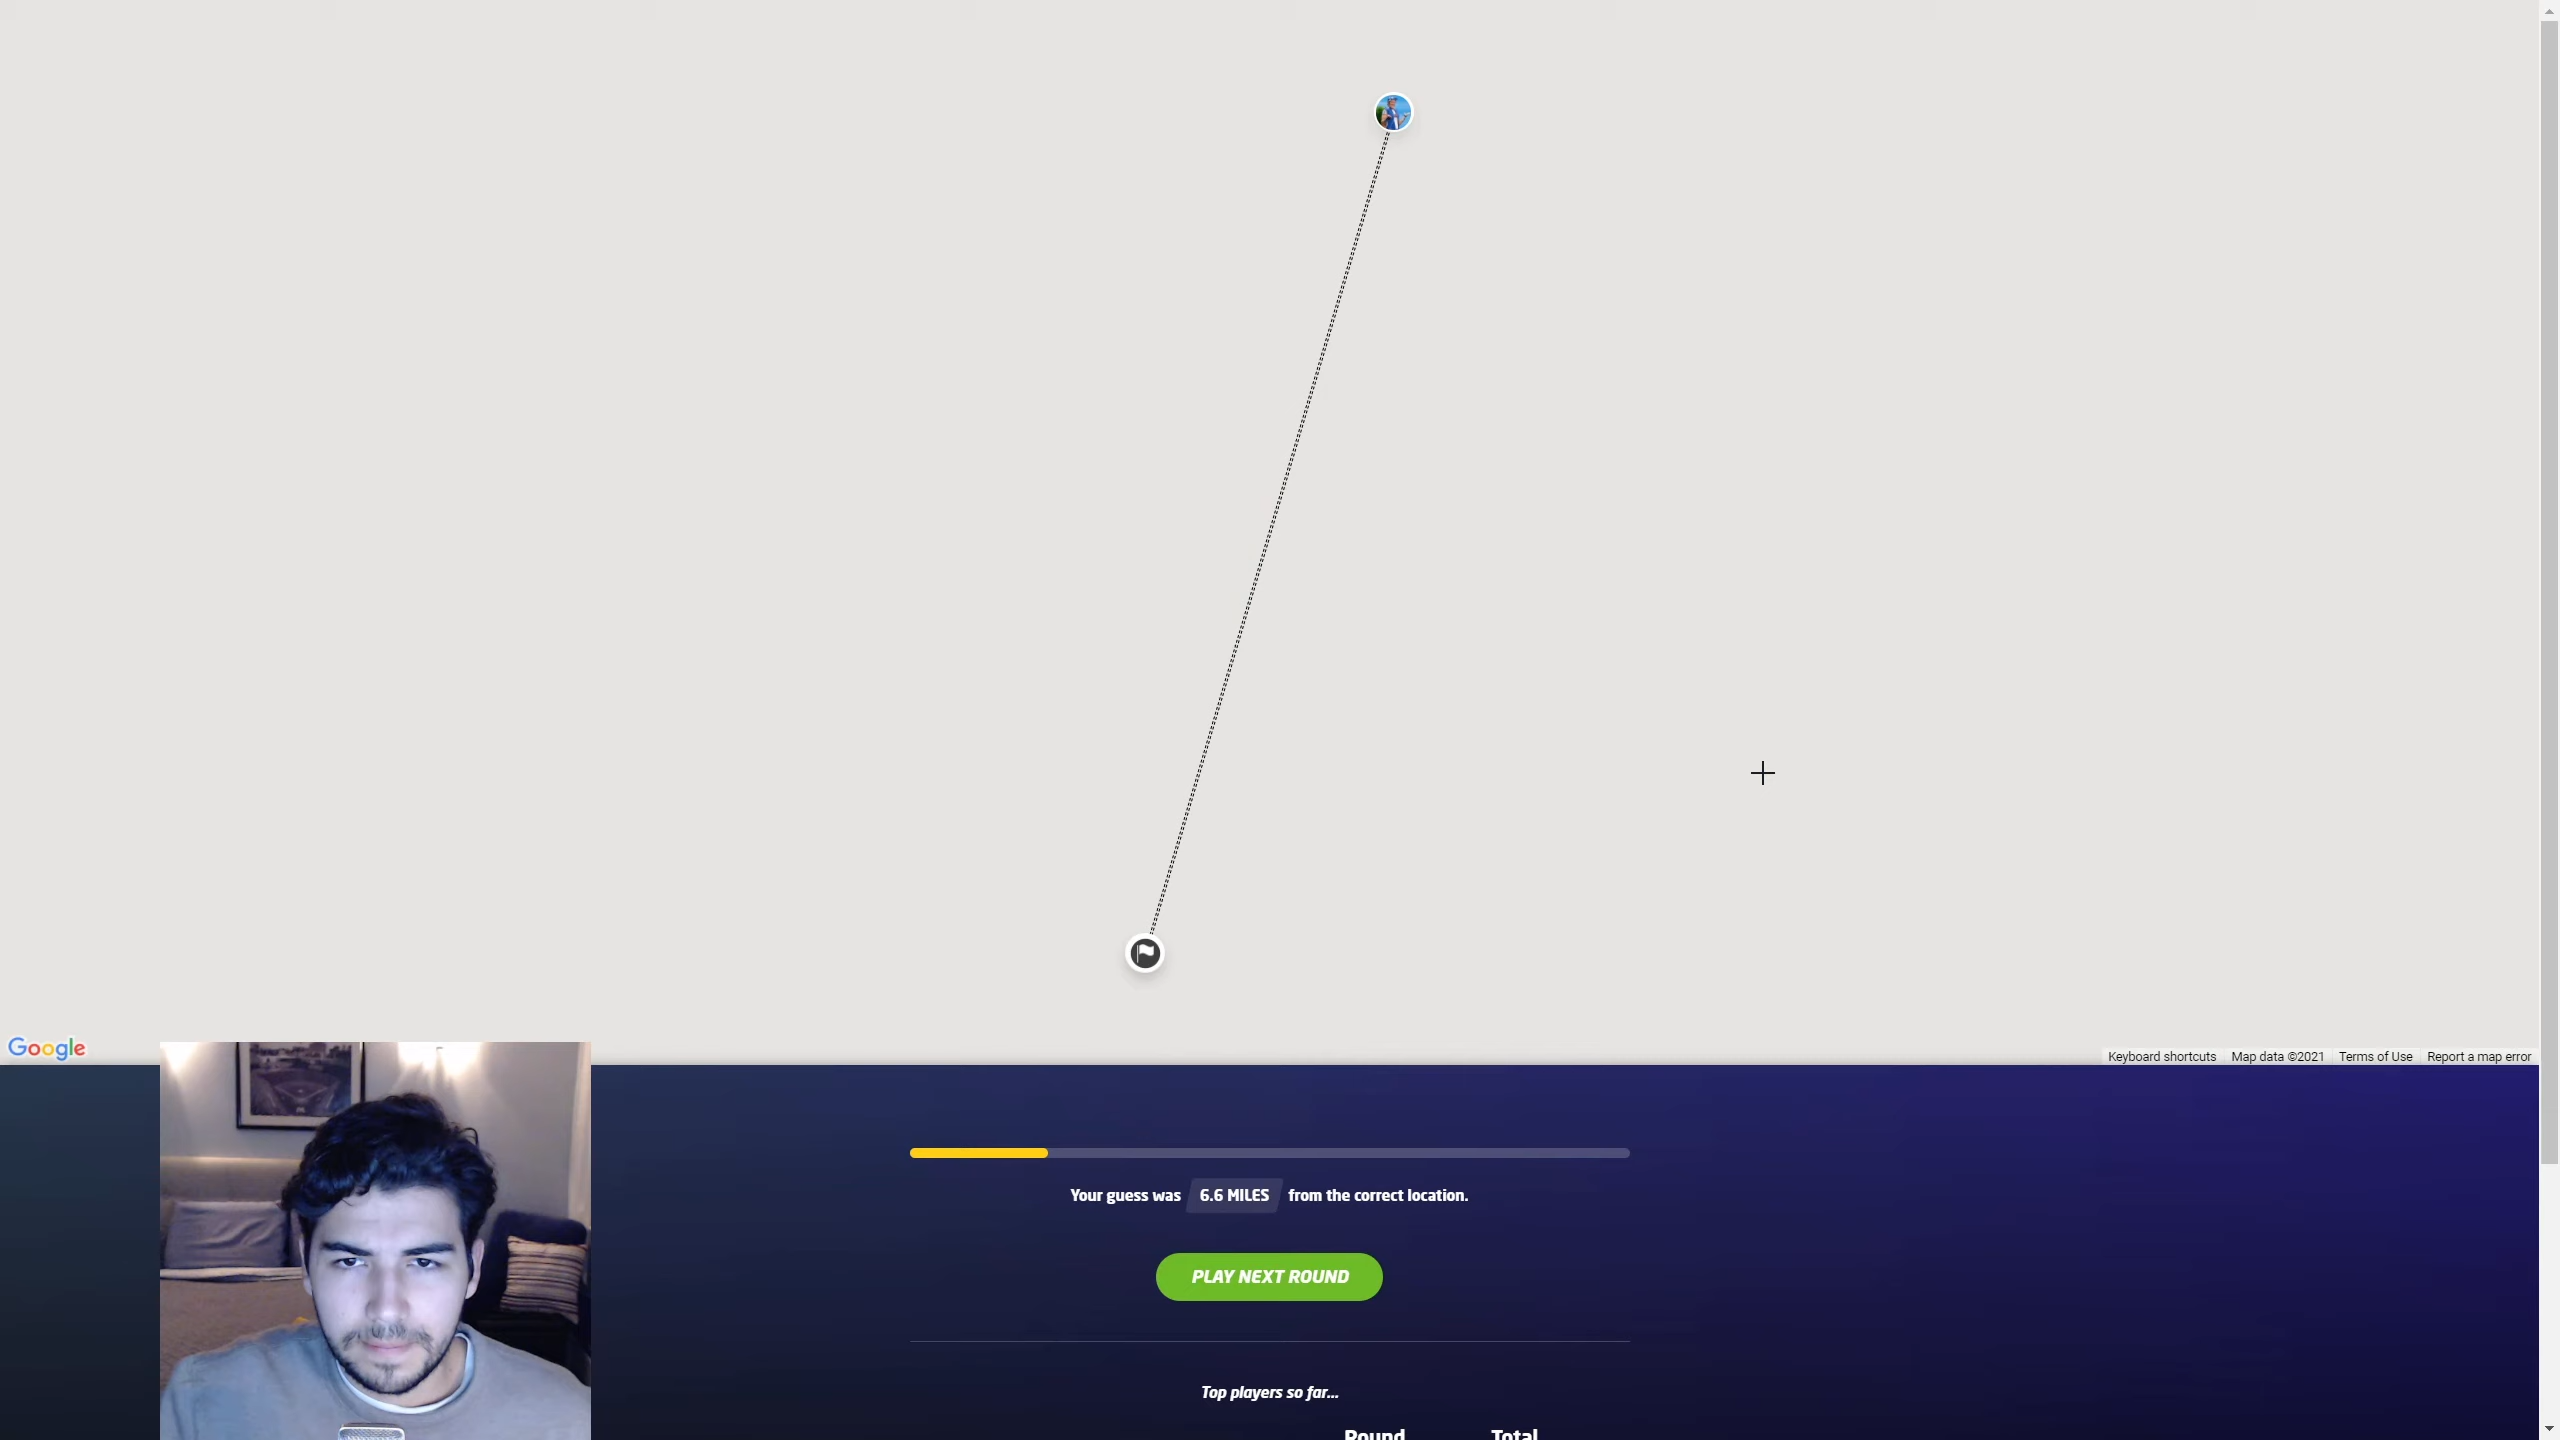 Google
Keyboard shortcuts Map data ©2021 Terms of Use Report a map error
Your guess was 6.6 MILES from the correct location.
PLAY NEXT ROUND
Top players so far...
Round Total